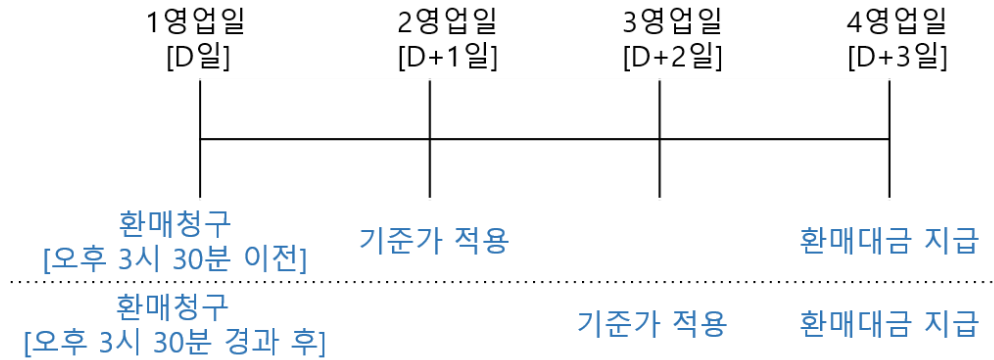 1영업일
[D일]
2영업일
[D+1일]
3영업일
[D+2일]
4영업일
[D+3일]
환매청구
[오후 3시 30분 이전]
기준가 적용
환매대금 지급
환매청구
[오후 3시 30분 경과 후]
기준가 적용
환매대금 지급